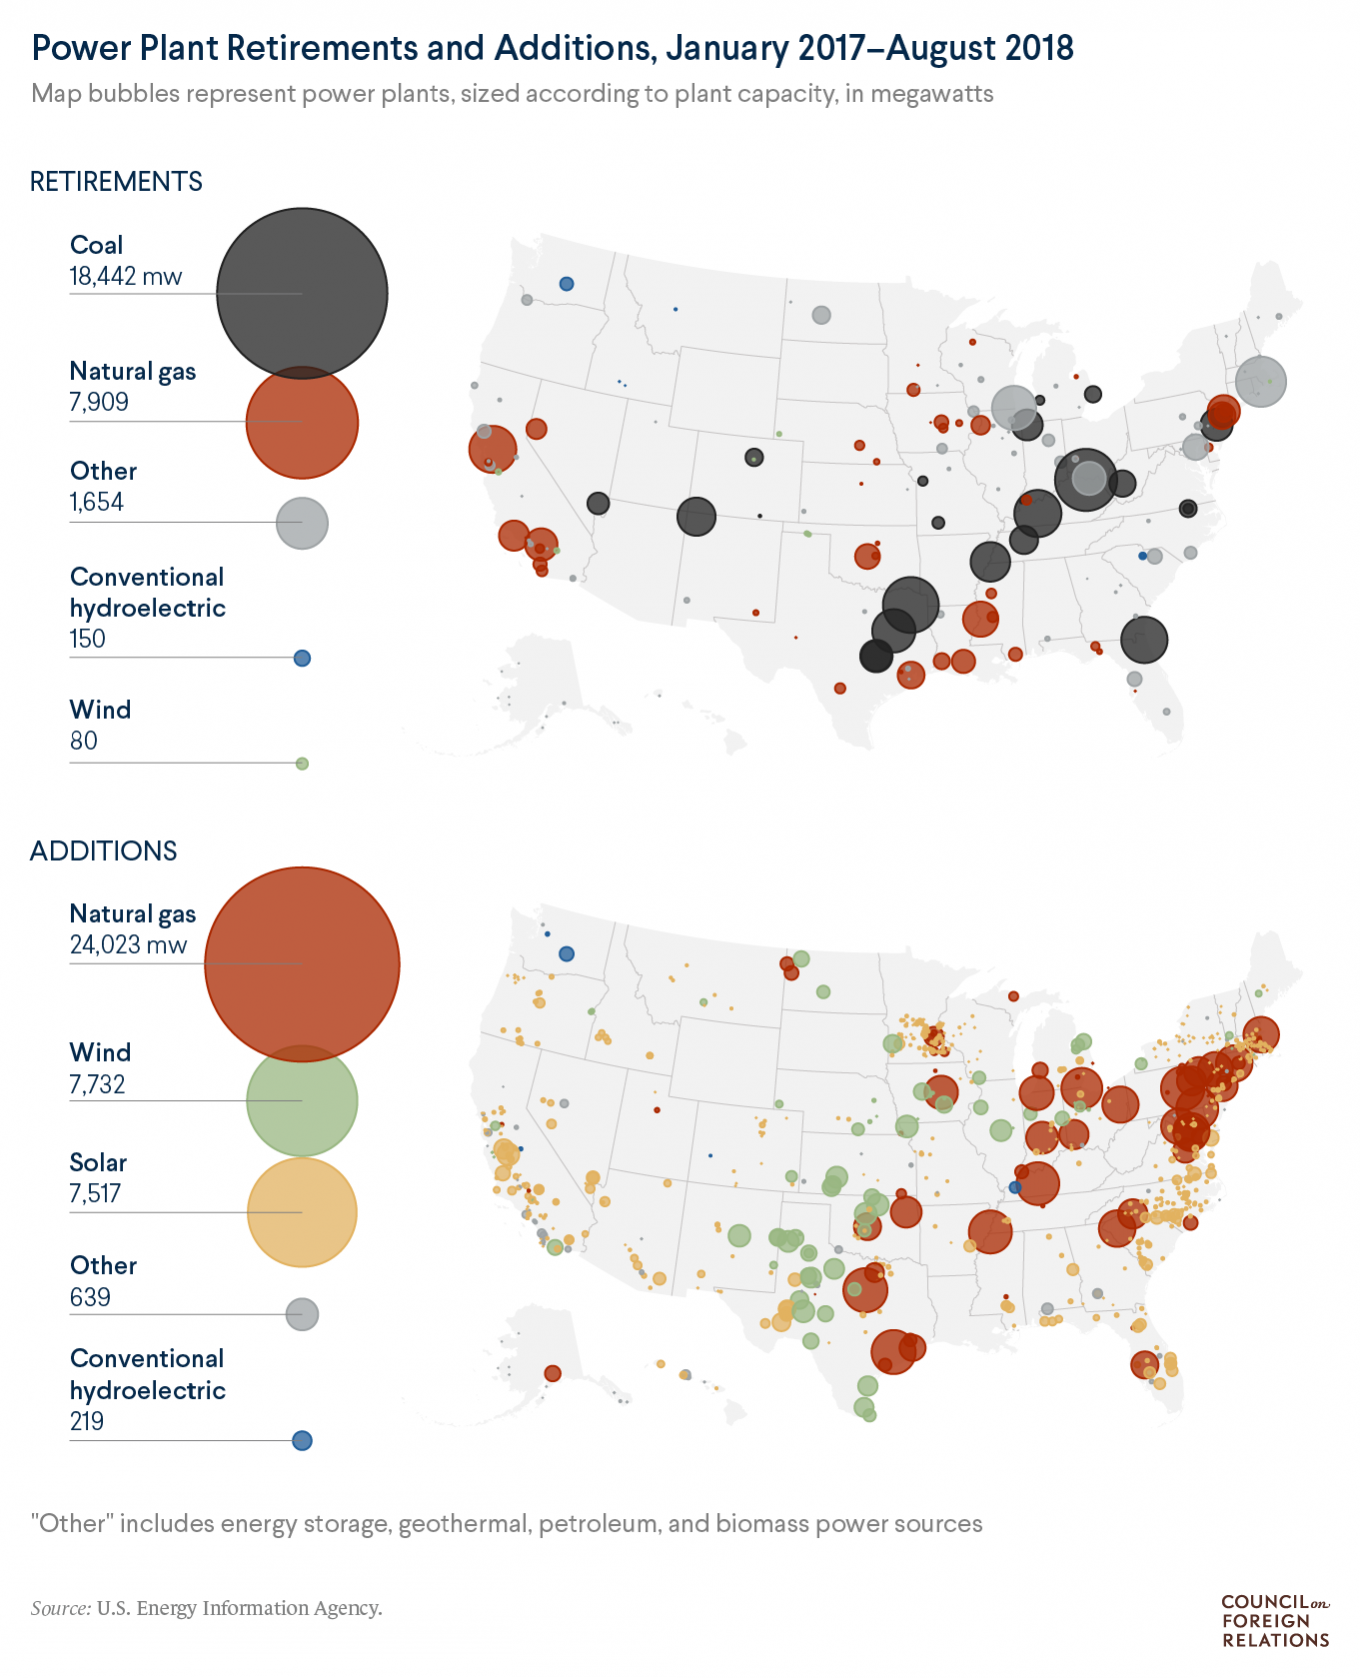 Power Plant Retirements and Additions, January 2017–August 2018
Map bubbles represent power plants, sized according to plant capacity, in megawatts
RETIREMENTS
Coal
18,442 mw
Natural gas
7,909
Other
1,654
Conventional
hydroelectric
150
Wind
80
ADDITIONS
Natural gas
24,023 mw
Wind
7,732
Solar
7,517
Other
639
Conventional
hydroelectric
219
"Other" includes energy storage, geothermal, petroleum, and biomass power sources
Source: U.S. Energy Information Agency.
COUNCIL on
FOREIGN
RELATIONS